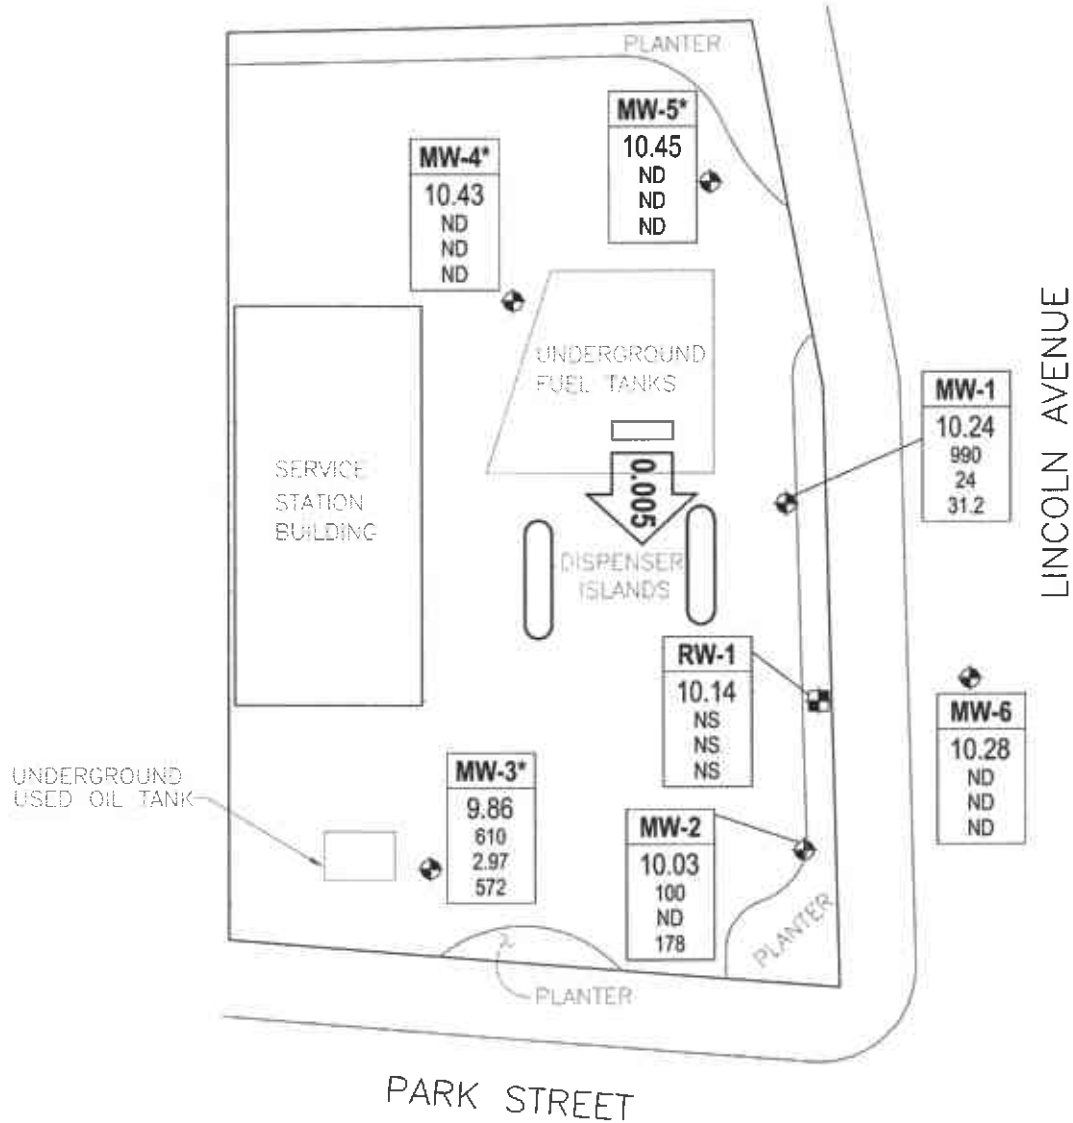 PLANTER
MW-5*
10.45
ND
ND
ND
MW-4*
10.43
ND
ND
ND
UNDERGROUND
FUEL TANKS
LINCOLN AVENUE
MW-1
10.24
990
24
31.2
SERVICE
STATION
BUILDING
0.005
DISPENSER
ISLANDS
RW-1
10.14
NS
NS
NS
MW-6
10.28
ND
ND
ND
UNDERGROUND
USED OIL TANK
MW-3*
9.86
610
2.97
572
MW-2
10.03
100
ND
178
PLANTER
PLANTER
PARK STREET